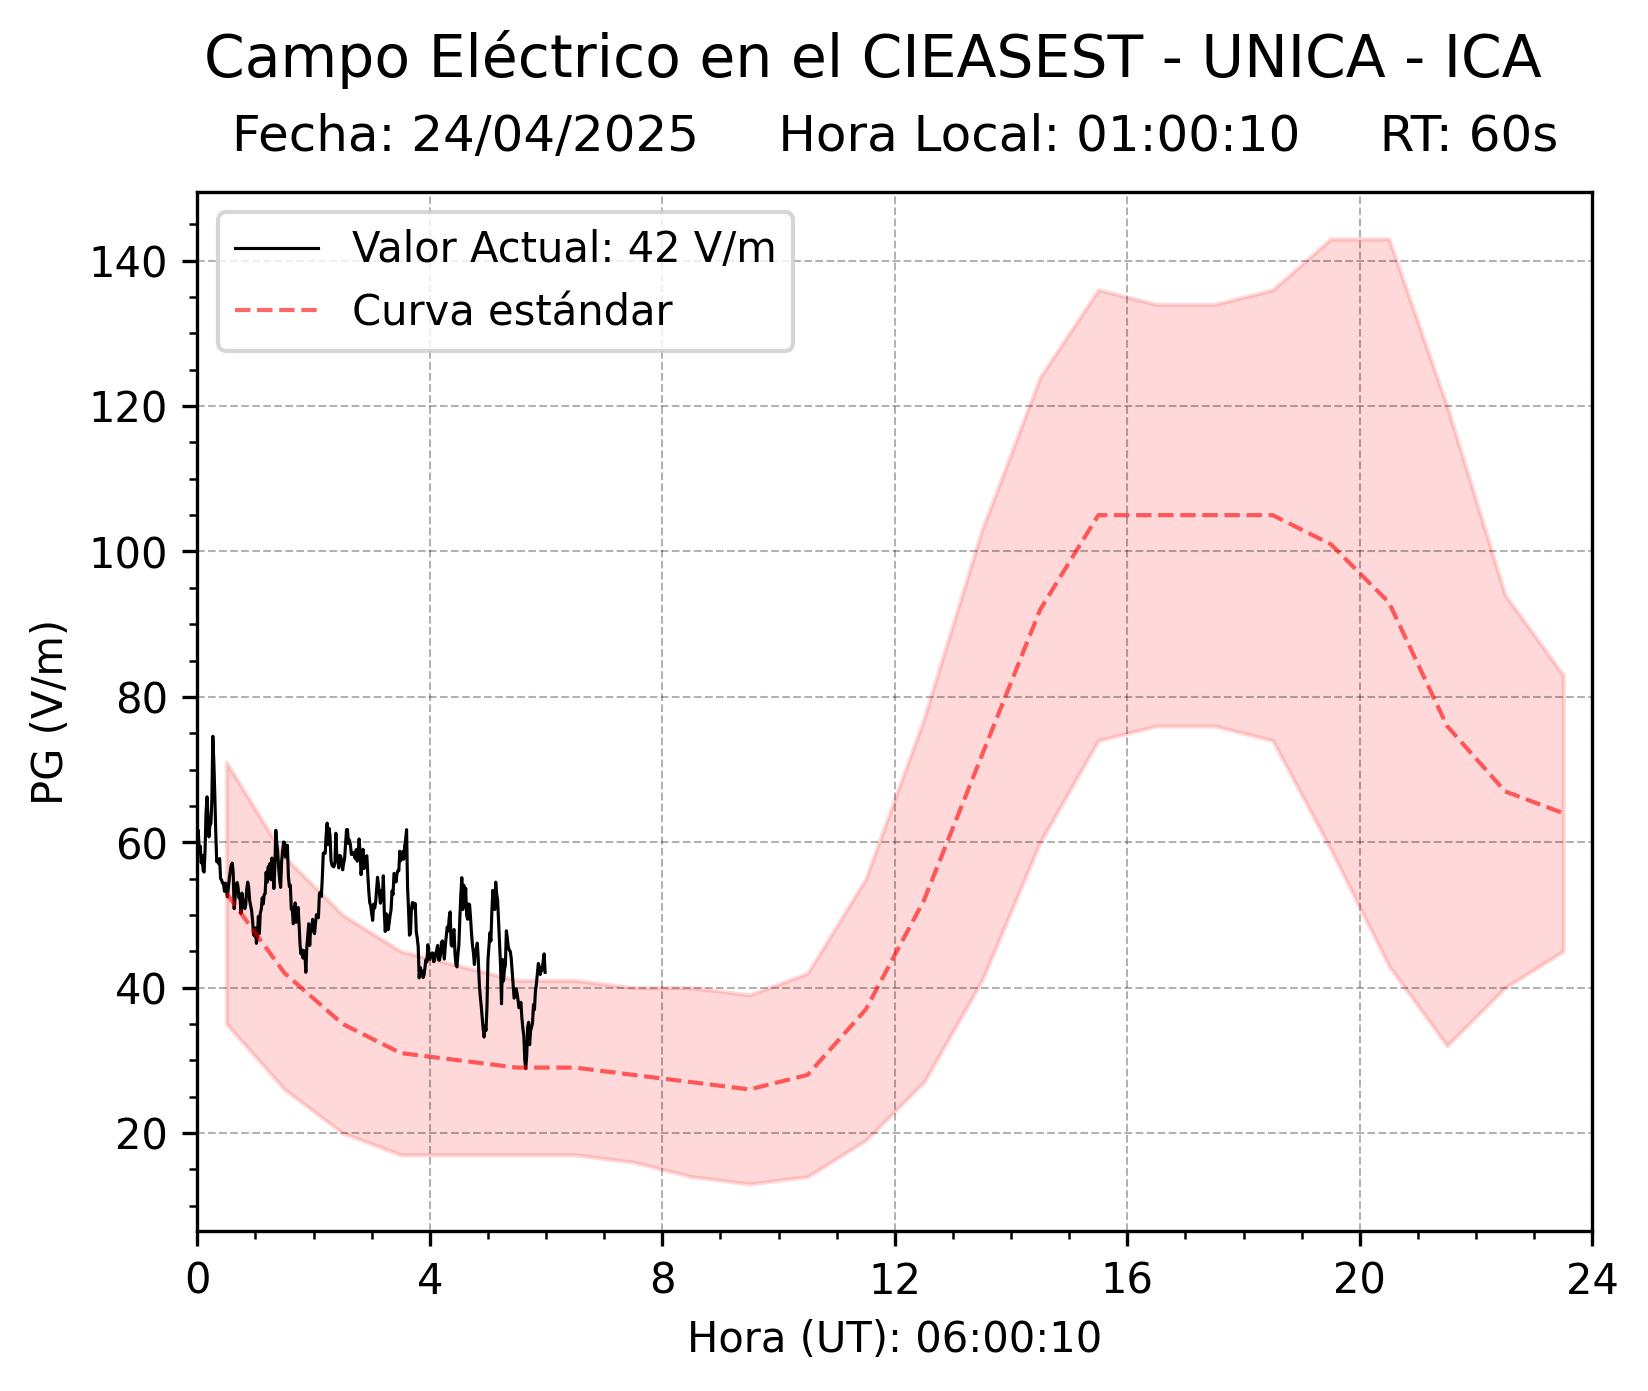 Campo Eléctrico en el CIEASEST - UNICA - ICA
Fecha: 24/04/2025 Hora Local: 01:00:10 RT: 60s
Valor Actual: 42 V/m
Curva estándar
140
120
100
80
60
40
20
PG (V/m)
0 4 8 12 16 20 24
Hora (UT): 06:00:10